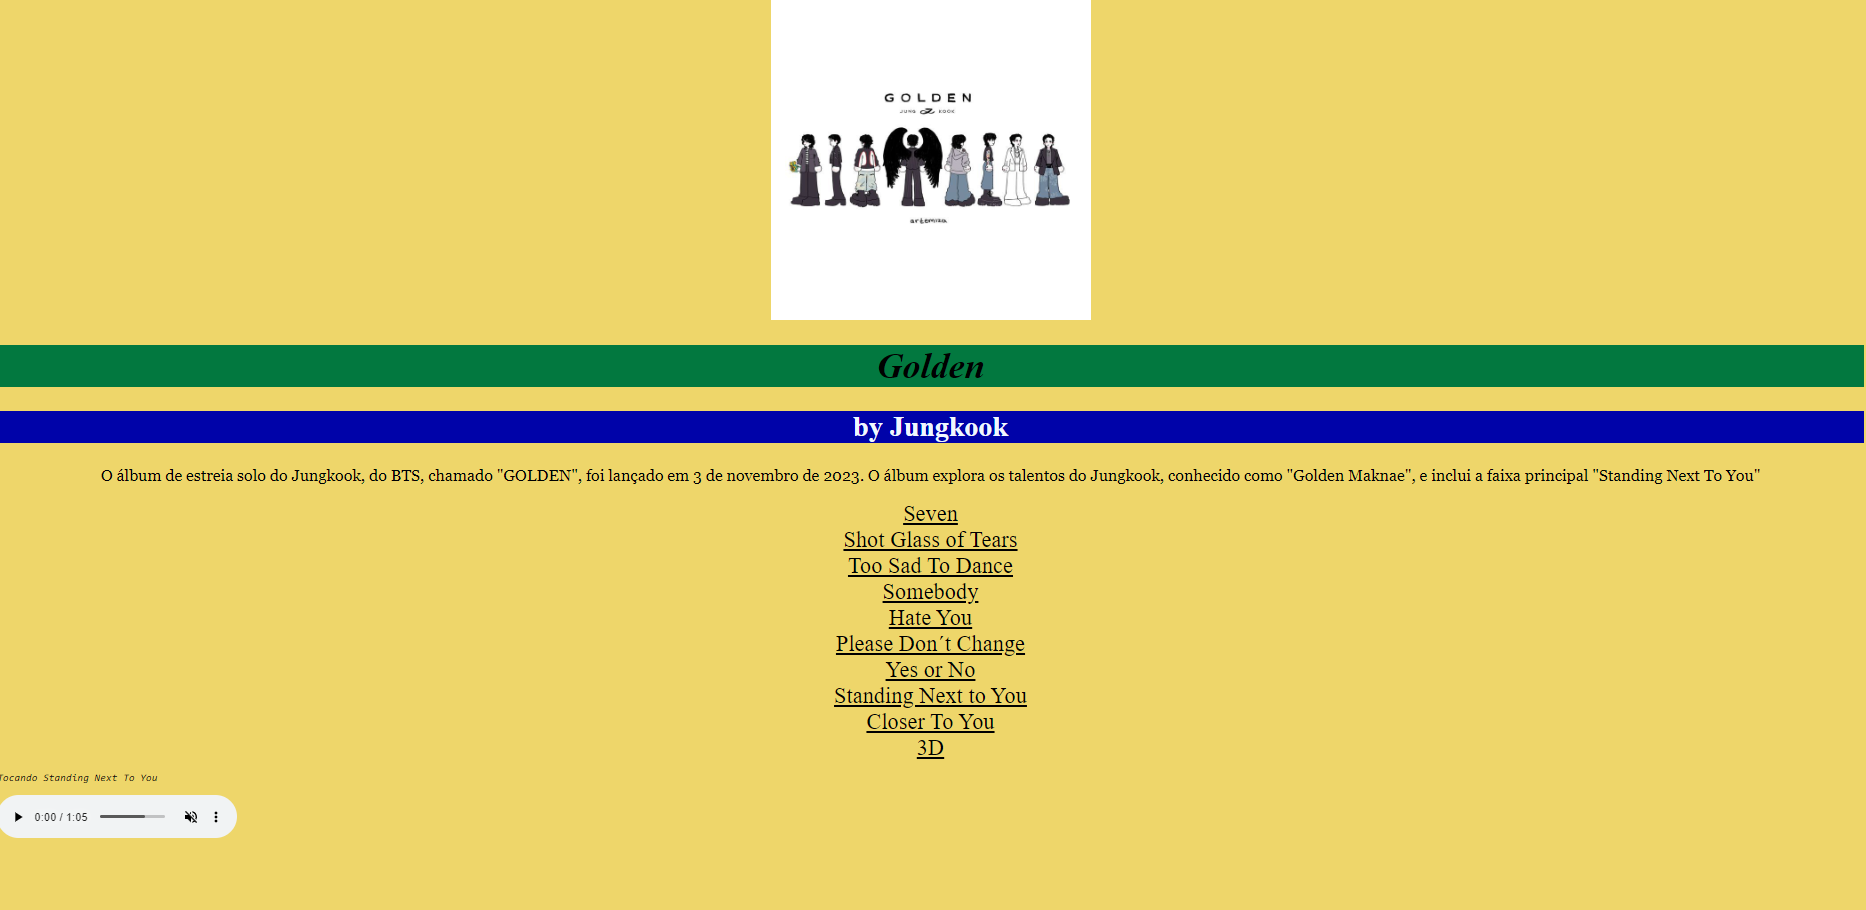 GOLDEN
JUNG KOOK
artemiza
Golden
by Jungkook
O álbum de estreia solo do Jungkook, do BTS, chamado "GOLDEN", foi lançado em 3 de novembro de 2023. O álbum explora os talentos do Jungkook, conhecido como "Golden Maknae", e inclui a faixa principal "Standing Next To You"
Seven
Shot Glass of Tears
Too Sad To Dance
Somebody
Hate You
Please Don´t Change
Yes or No
Standing Next to You
Closer To You
3D
Tocando Standing Next To You
0:00 / 1:05